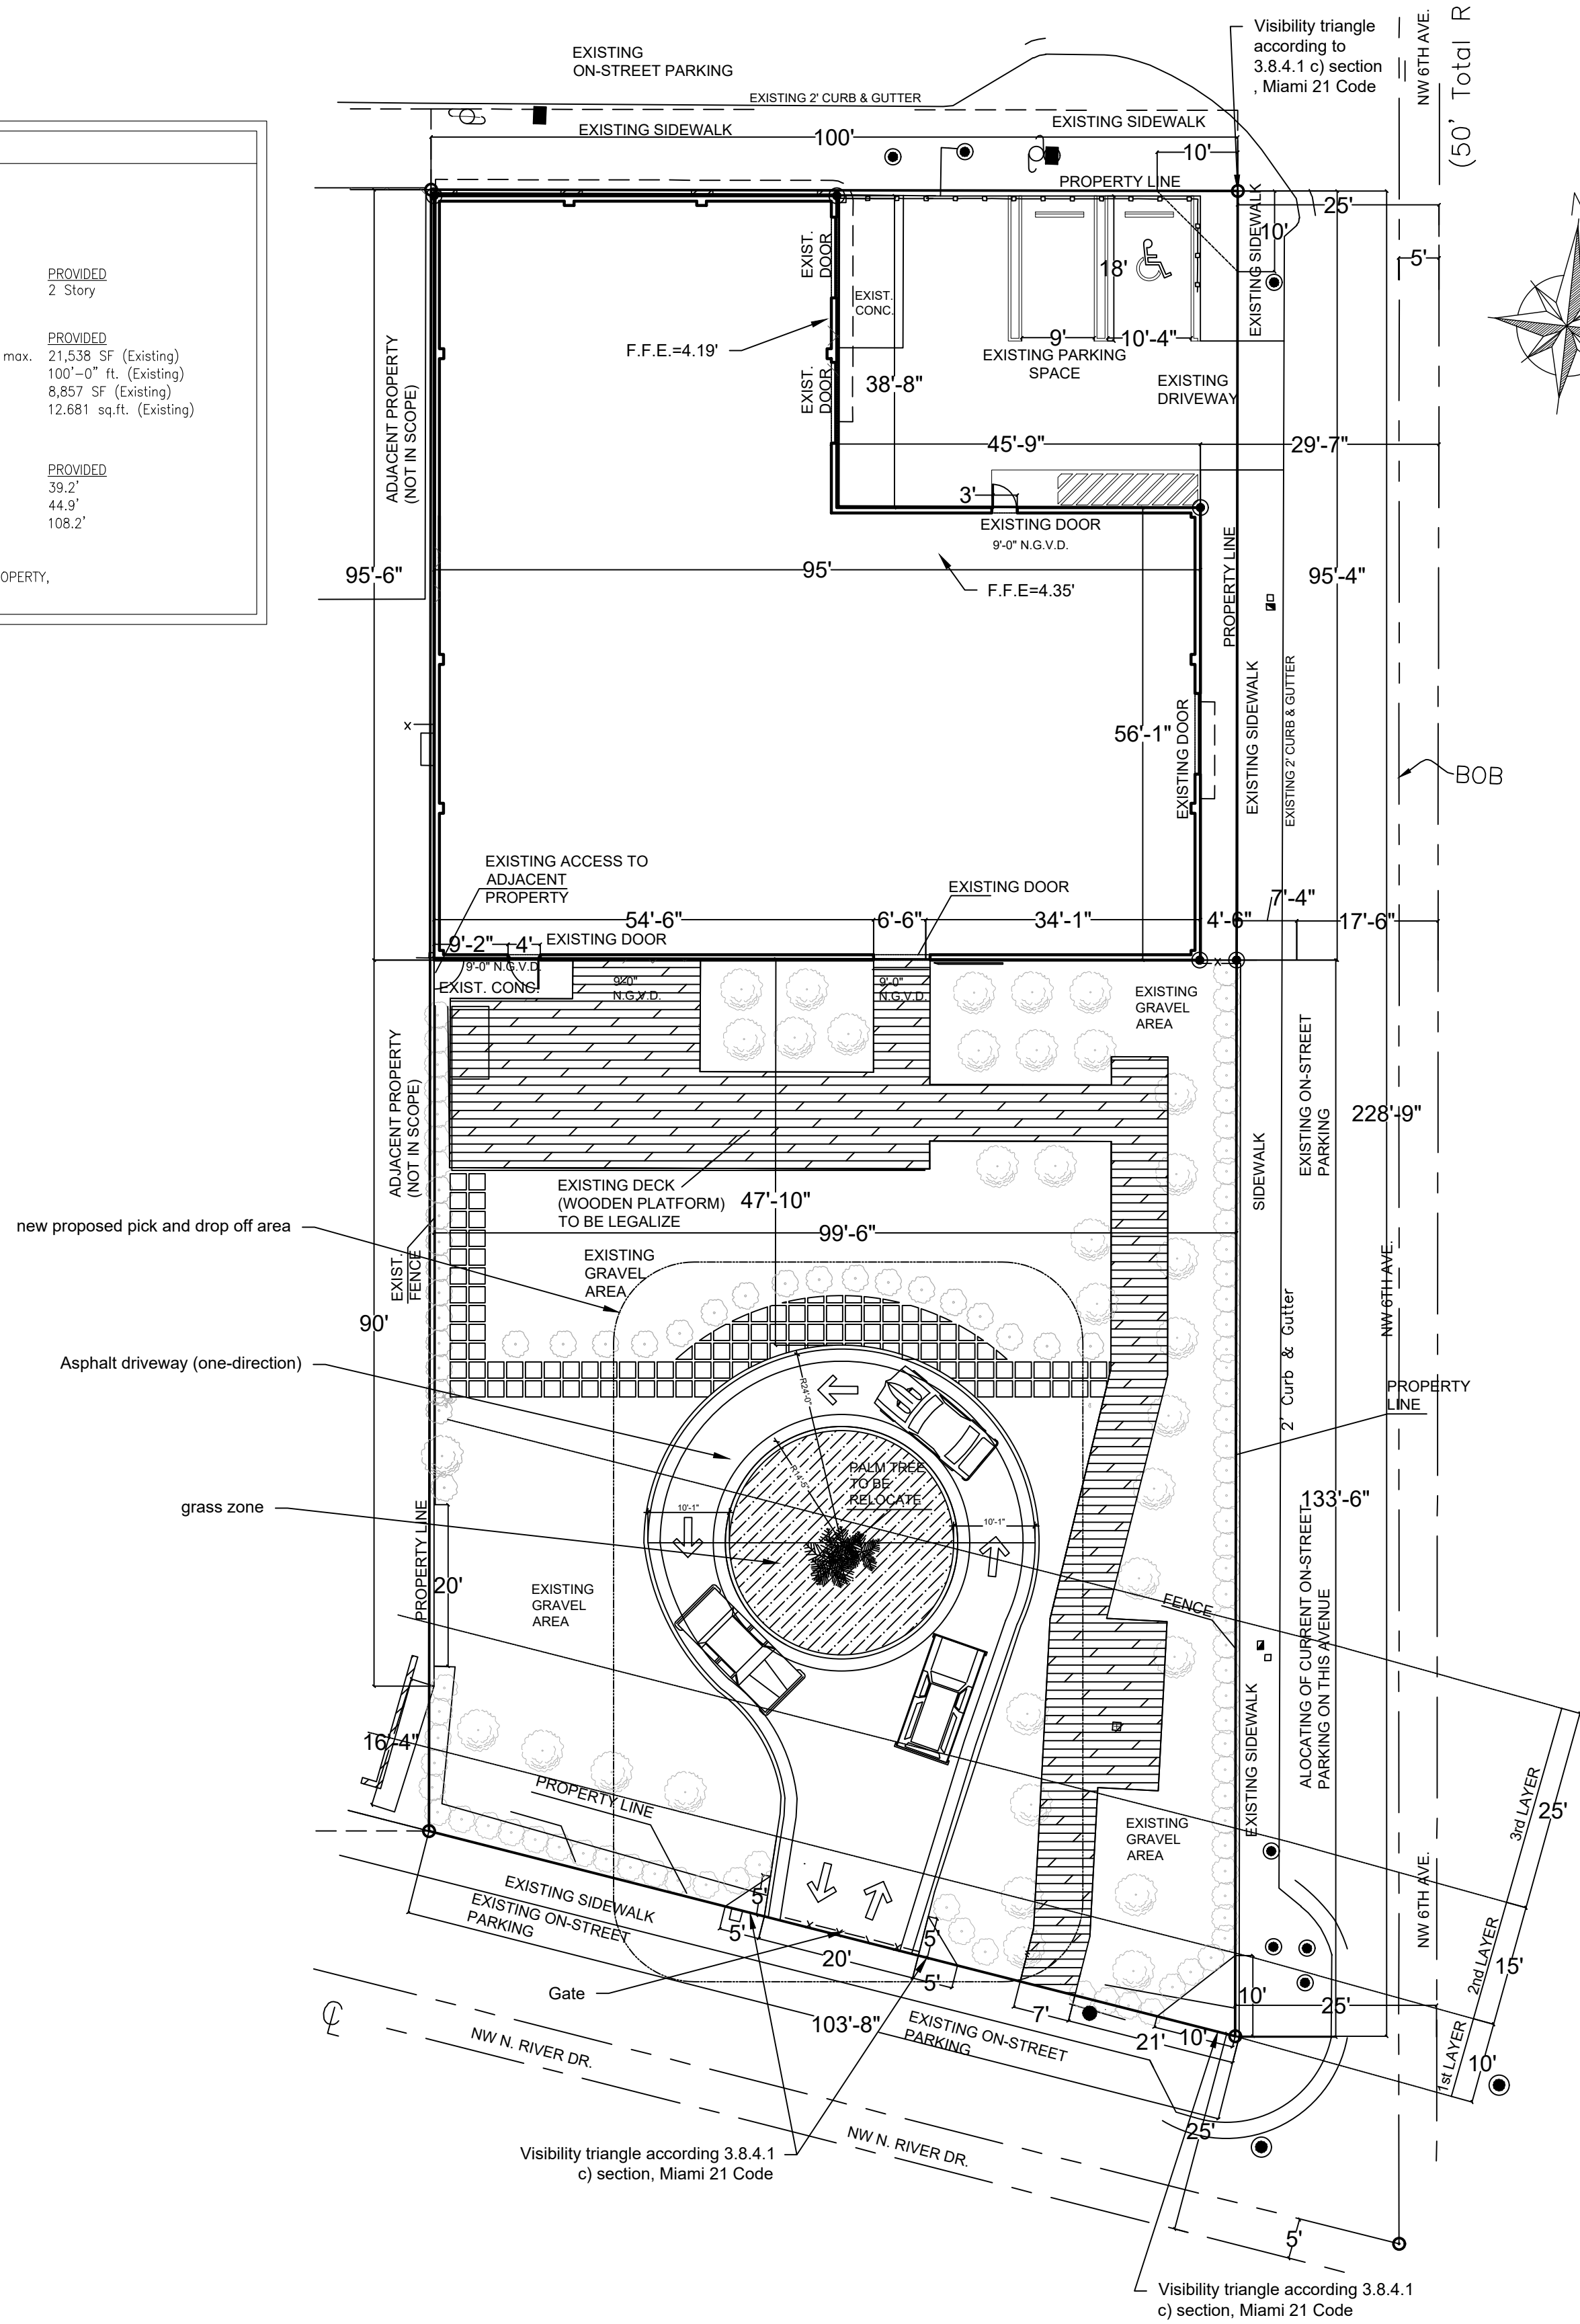 Visibility triangle
according to
3.8.4.1 c) section
, Miami 21 Code
NW 6TH AVE.
(50' Total R
EXISTING
ON-STREET PARKING
EXISTING 2' CURB & GUTTER
EXISTING SIDEWALK
EXISTING SIDEWALK
100'
10'
PROPERTY LINE
25'
EXISTING SIDEWALK
10'
5'
N
PROVIDED
2 Story
PROVIDED
max. 21,538 SF (Existing)
100'-0" ft. (Existing)
8,857 SF (Existing)
12.681 sq.ft. (Existing)
PROVIDED
39.2'
44.9'
108.2'
OPERTY,
EXIST.
DOOR
EXIST.
CONC.
18'
F.F.E.=4.19'
9'
10'-4"
EXISTING PARKING
SPACE
EXISTING
DRIVEWAY
EXIST.
DOOR
38'-8"
ADJACENT PROPERTY
(NOT IN SCOPE)
45'-9"
29'-7"
3'
EXISTING DOOR
9'-0" N.G.V.D.
95'-6"
95'
F.F.E=4.35'
PROPERTY LINE
95'-4"
x
56'-1"
EXISTING DOOR
EXISTING SIDEWALK
EXISTING 2' CURB & GUTTER
BOB
EXISTING ACCESS TO
ADJACENT
PROPERTY
EXISTING DOOR
54'-6"
6'-6"
34'-1"
4'-6"
7'-4"
17'-6"
9'-2"
4'
EXISTING DOOR
9'-0" N.G.V.D.
EXIST. CONC.
9'-0"
N.G.V.D.
9'-0"
N.G.V.D.
x
EXISTING
GRAVEL
AREA
ADJACENT PROPERTY
(NOT IN SCOPE)
EXISTING ON-STREET
PARKING
228'-9"
SIDEWALK
EXISTING DECK
(WOODEN PLATFORM)
TO BE LEGALIZE
47'-10"
new proposed pick and drop off area
99'-6"
EXIST.
FENCE
EXISTING
GRAVEL
AREA
NW 6TH AVE.
90'
2' Curb & Gutter
Asphalt driveway (one-direction)
R24'-0"
PROPERTY
LINE
PALM TREE
TO BE
RELOCATE
R14'-5"
grass zone
10'-1"
10'-1"
133'-6"
PROPERTY LINE
20'
EXISTING
GRAVEL
AREA
FENCE
ALOCATING OF CURRENT ON-STREET
PARKING ON THIS AVENUE
EXISTING SIDEWALK
16'-4"
PROPERTY LINE
EXISTING
GRAVEL
AREA
3rd LAYER
25'
NW 6TH AVE.
EXISTING SIDEWALK
EXISTING ON-STREET
PARKING
5'
5'
20'
5'
5'
2nd LAYER
15'
Gate
10'
25'
7'
103'-8"
EXISTING ON-STREET
PARKING
21'
10'
1st LAYER
10'
NW N. RIVER DR.
25'
NW N. RIVER DR.
Visibility triangle according 3.8.4.1
c) section, Miami 21 Code
5'
Visibility triangle according 3.8.4.1
c) section, Miami 21 Code